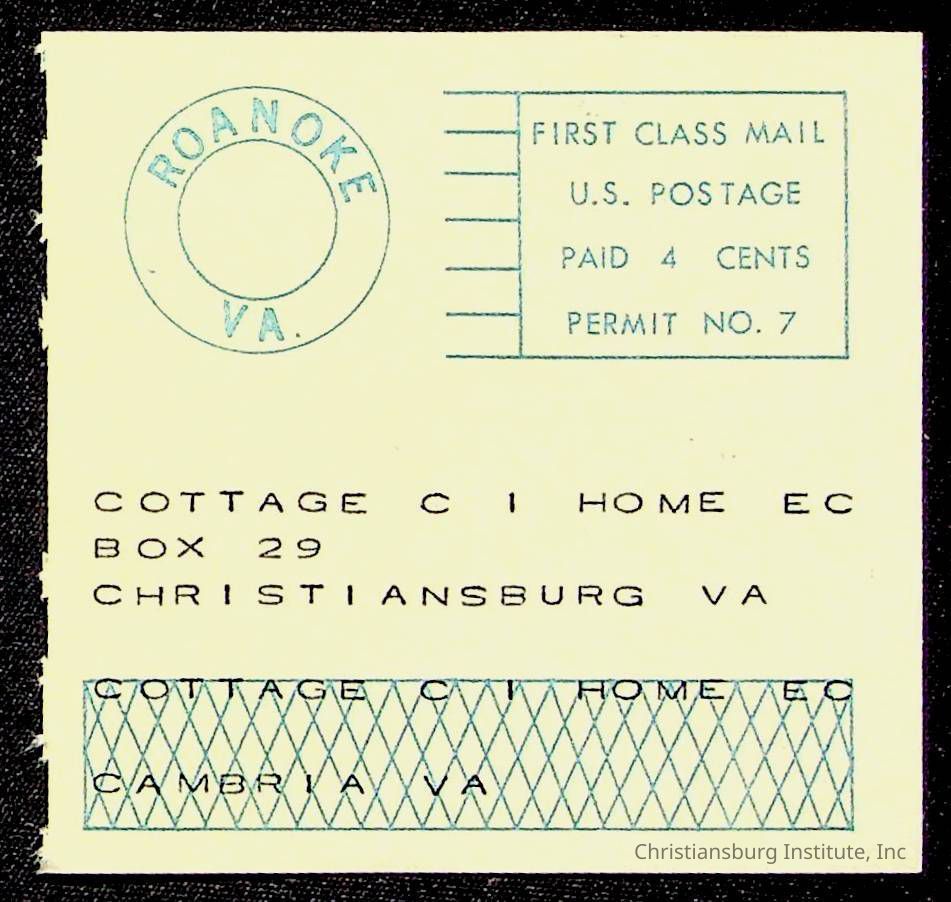 ROANOKE
VA.
FIRST CLASS MAIL
U.S. POSTAGE
PAID 4 CENTS
PERMIT NO. 7
COTTAGE C I HOME EC
BOX 29
CHRISTIANSBURG VA
COTTAGE C I HOME EC
CAMBRIA VA
Christiansburg Institute, Inc